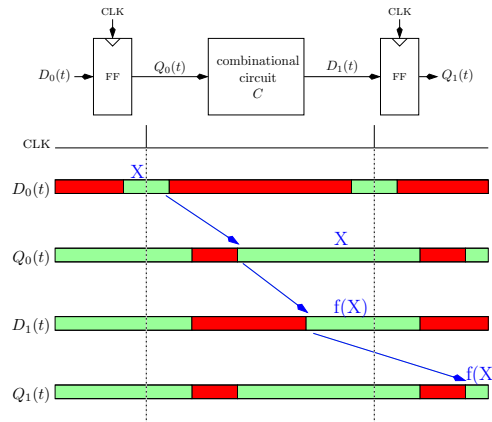 CLK CLK
D₀(t) FF Q₀(t) combinational circuit C D₁(t) FF Q₁(t)
CLK
X
D₀(t)
X
Q₀(t)
f(X)
D₁(t)
f(X
Q₁(t)